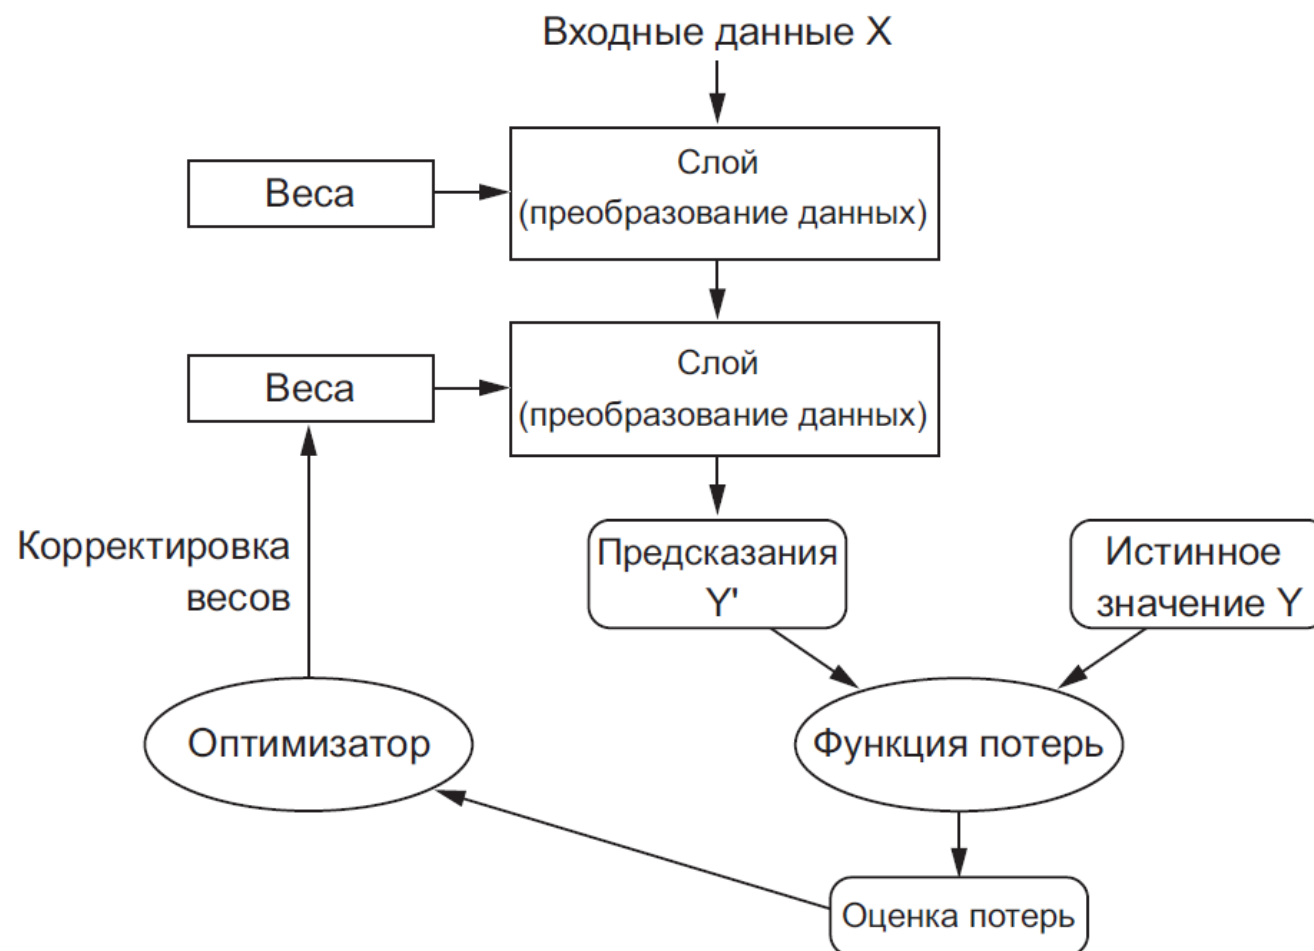 Входные данные X
Слой
(преобразование данных)
Веса
Слой
(преобразование данных)
Веса
Корректировка
весов
Предсказания
Y'
Истинное
значение Y
Оптимизатор
Функция потерь
Оценка потерь